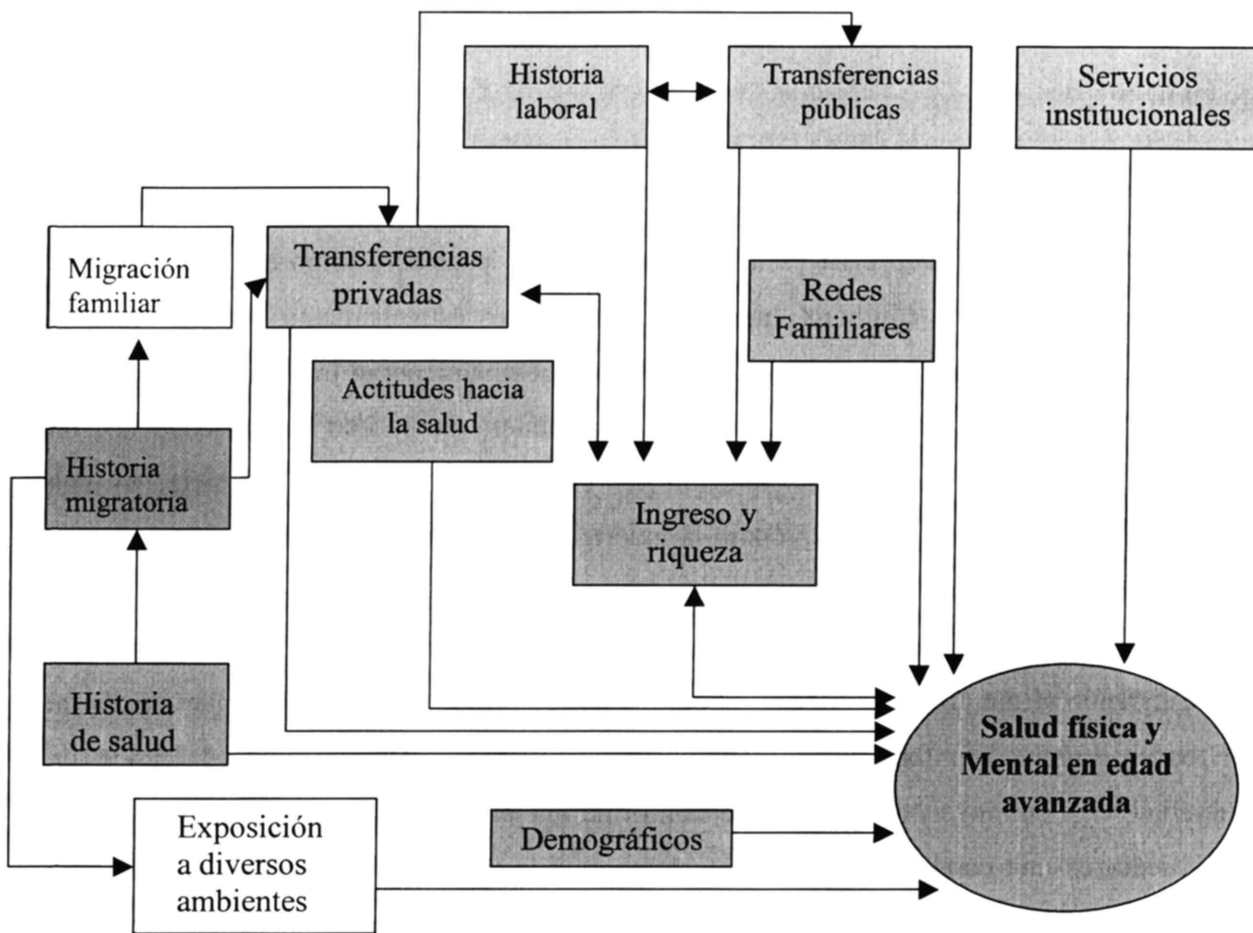 Historia
laboral
Transferencias
públicas
Servicios
institucionales
Migración
familiar
Transferencias
privadas
Redes
Familiares
Actitudes hacia
la salud
Historia
migratoria
Ingreso y
riqueza
Historia
de salud
Salud física y
Mental en edad
avanzada
Exposición
a diversos
ambientes
Demográficos